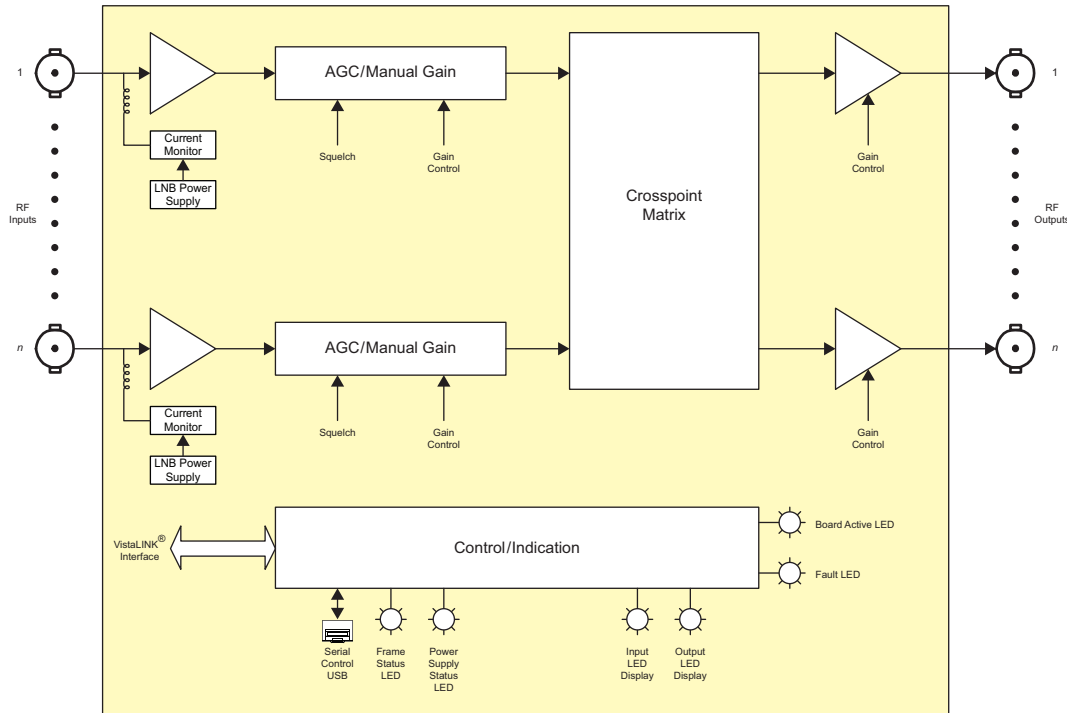 1
AGC/Manual Gain
1
Current
Monitor
Squelch
Gain
Control
Gain
Control
LNB Power
Supply
RF
Inputs
Crosspoint
Matrix
RF
Outputs
n
AGC/Manual Gain
n
Current
Monitor
Squelch
Gain
Control
Gain
Control
LNB Power
Supply
VistaLINK®
Interface
Control/Indication
Board Active LED
Fault LED
Serial
Control
USB
Frame
Status
LED
Power
Supply
Status
LED
Input
LED
Display
Output
LED
Display